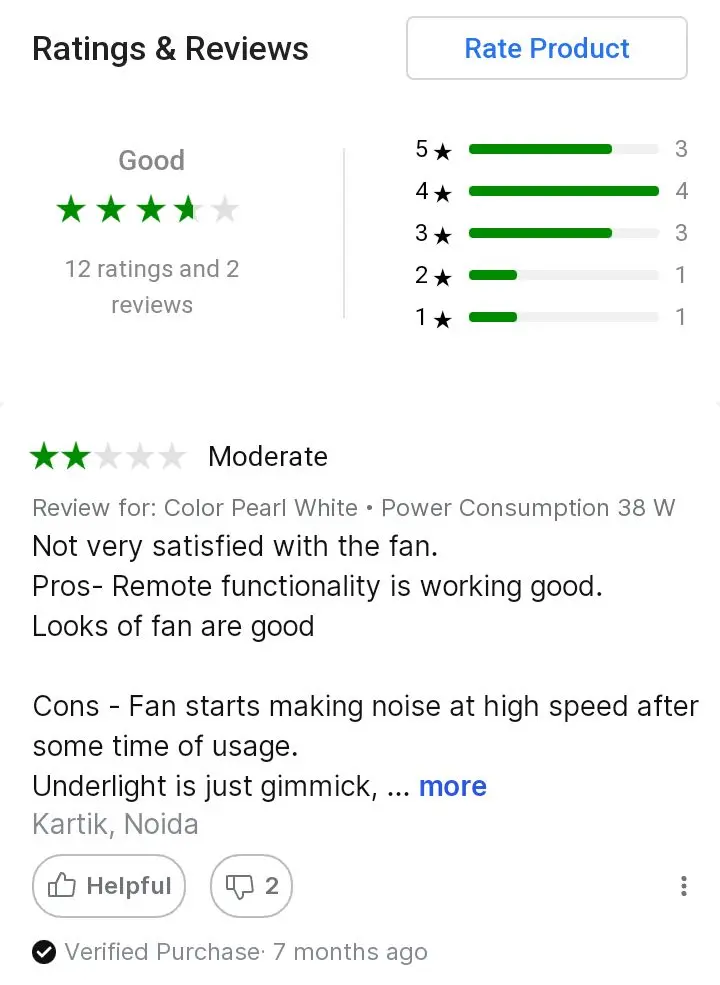 Ratings & Reviews
Rate Product
Good
12 ratings and 2
reviews
5★ 3
4★ 4
3★ 3
2★ 1
1★ 1
Moderate
Review for: Color Pearl White • Power Consumption 38 W
Not very satisfied with the fan.
Pros- Remote functionality is working good.
Looks of fan are good
Cons - Fan starts making noise at high speed after
some time of usage.
Underlight is just gimmick, ... more
Kartik, Noida
Helpful
2
Verified Purchase· 7 months ago